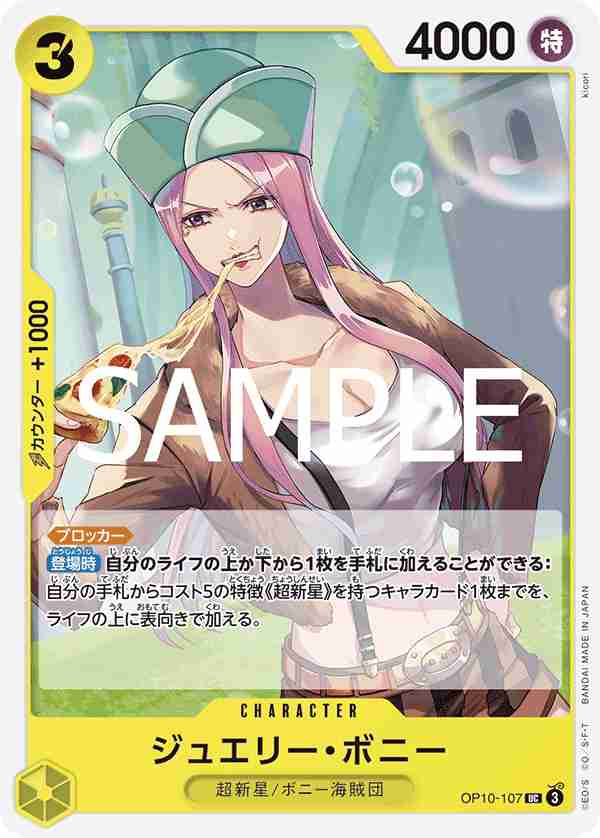 3
4000
特
kicori
カウンター +1000
SAMPLE
ブロッカー
登場時 自分のライフの上か下から1枚を手札に加えることができる：
自分の手札からコスト5の特徴《超新星》を持つキャラカード1枚までを、
ライフの上に表向きで加える。
©E.O/S ©O/S･F･T BANDAI MADE IN JAPAN
CHARACTER
ジュエリー・ボニー
超新星/ボニー海賊団
OP10-107 UC 3